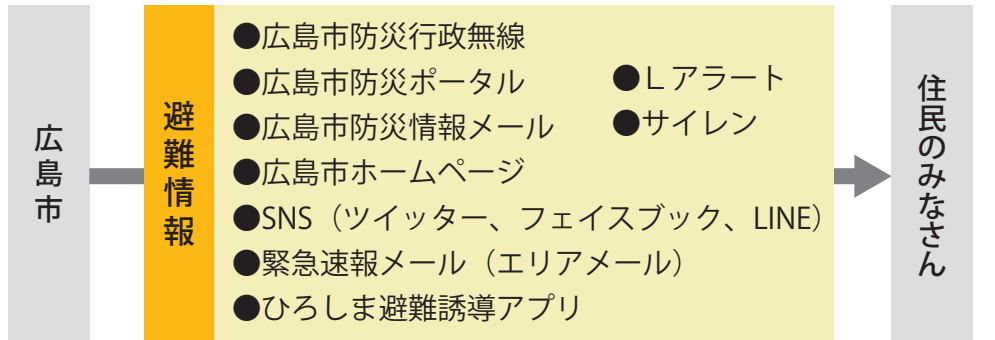 広島市
避難情報
●広島市防災行政無線
●広島市防災ポータル
●広島市防災情報メール
●広島市ホームページ
●SNS（ツイッター、フェイスブック、LINE）
●緊急速報メール（エリアメール）
●ひろしま避難誘導アプリ
●Ｌアラート
●サイレン
住民のみなさん